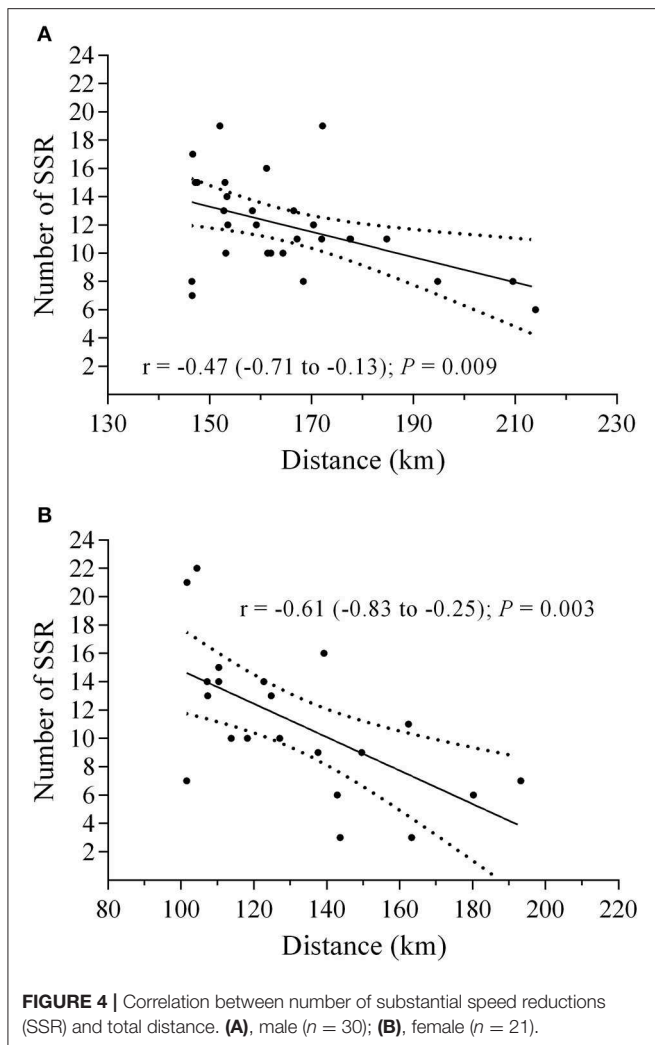 A
24
22
20
18
16
14
12
10
8
6
4
2
Number of SSR
r = -0.47 (-0.71 to -0.13); P = 0.009
130 150 170 190 210 230
Distance (km)
B
24
22
20
18
16
14
12
10
8
6
4
2
Number of SSR
r = -0.61 (-0.83 to -0.25); P = 0.003
80 100 120 140 160 180 200 220
Distance (km)
FIGURE 4 | Correlation between number of substantial speed reductions
(SSR) and total distance. (A), male (n = 30); (B), female (n = 21).